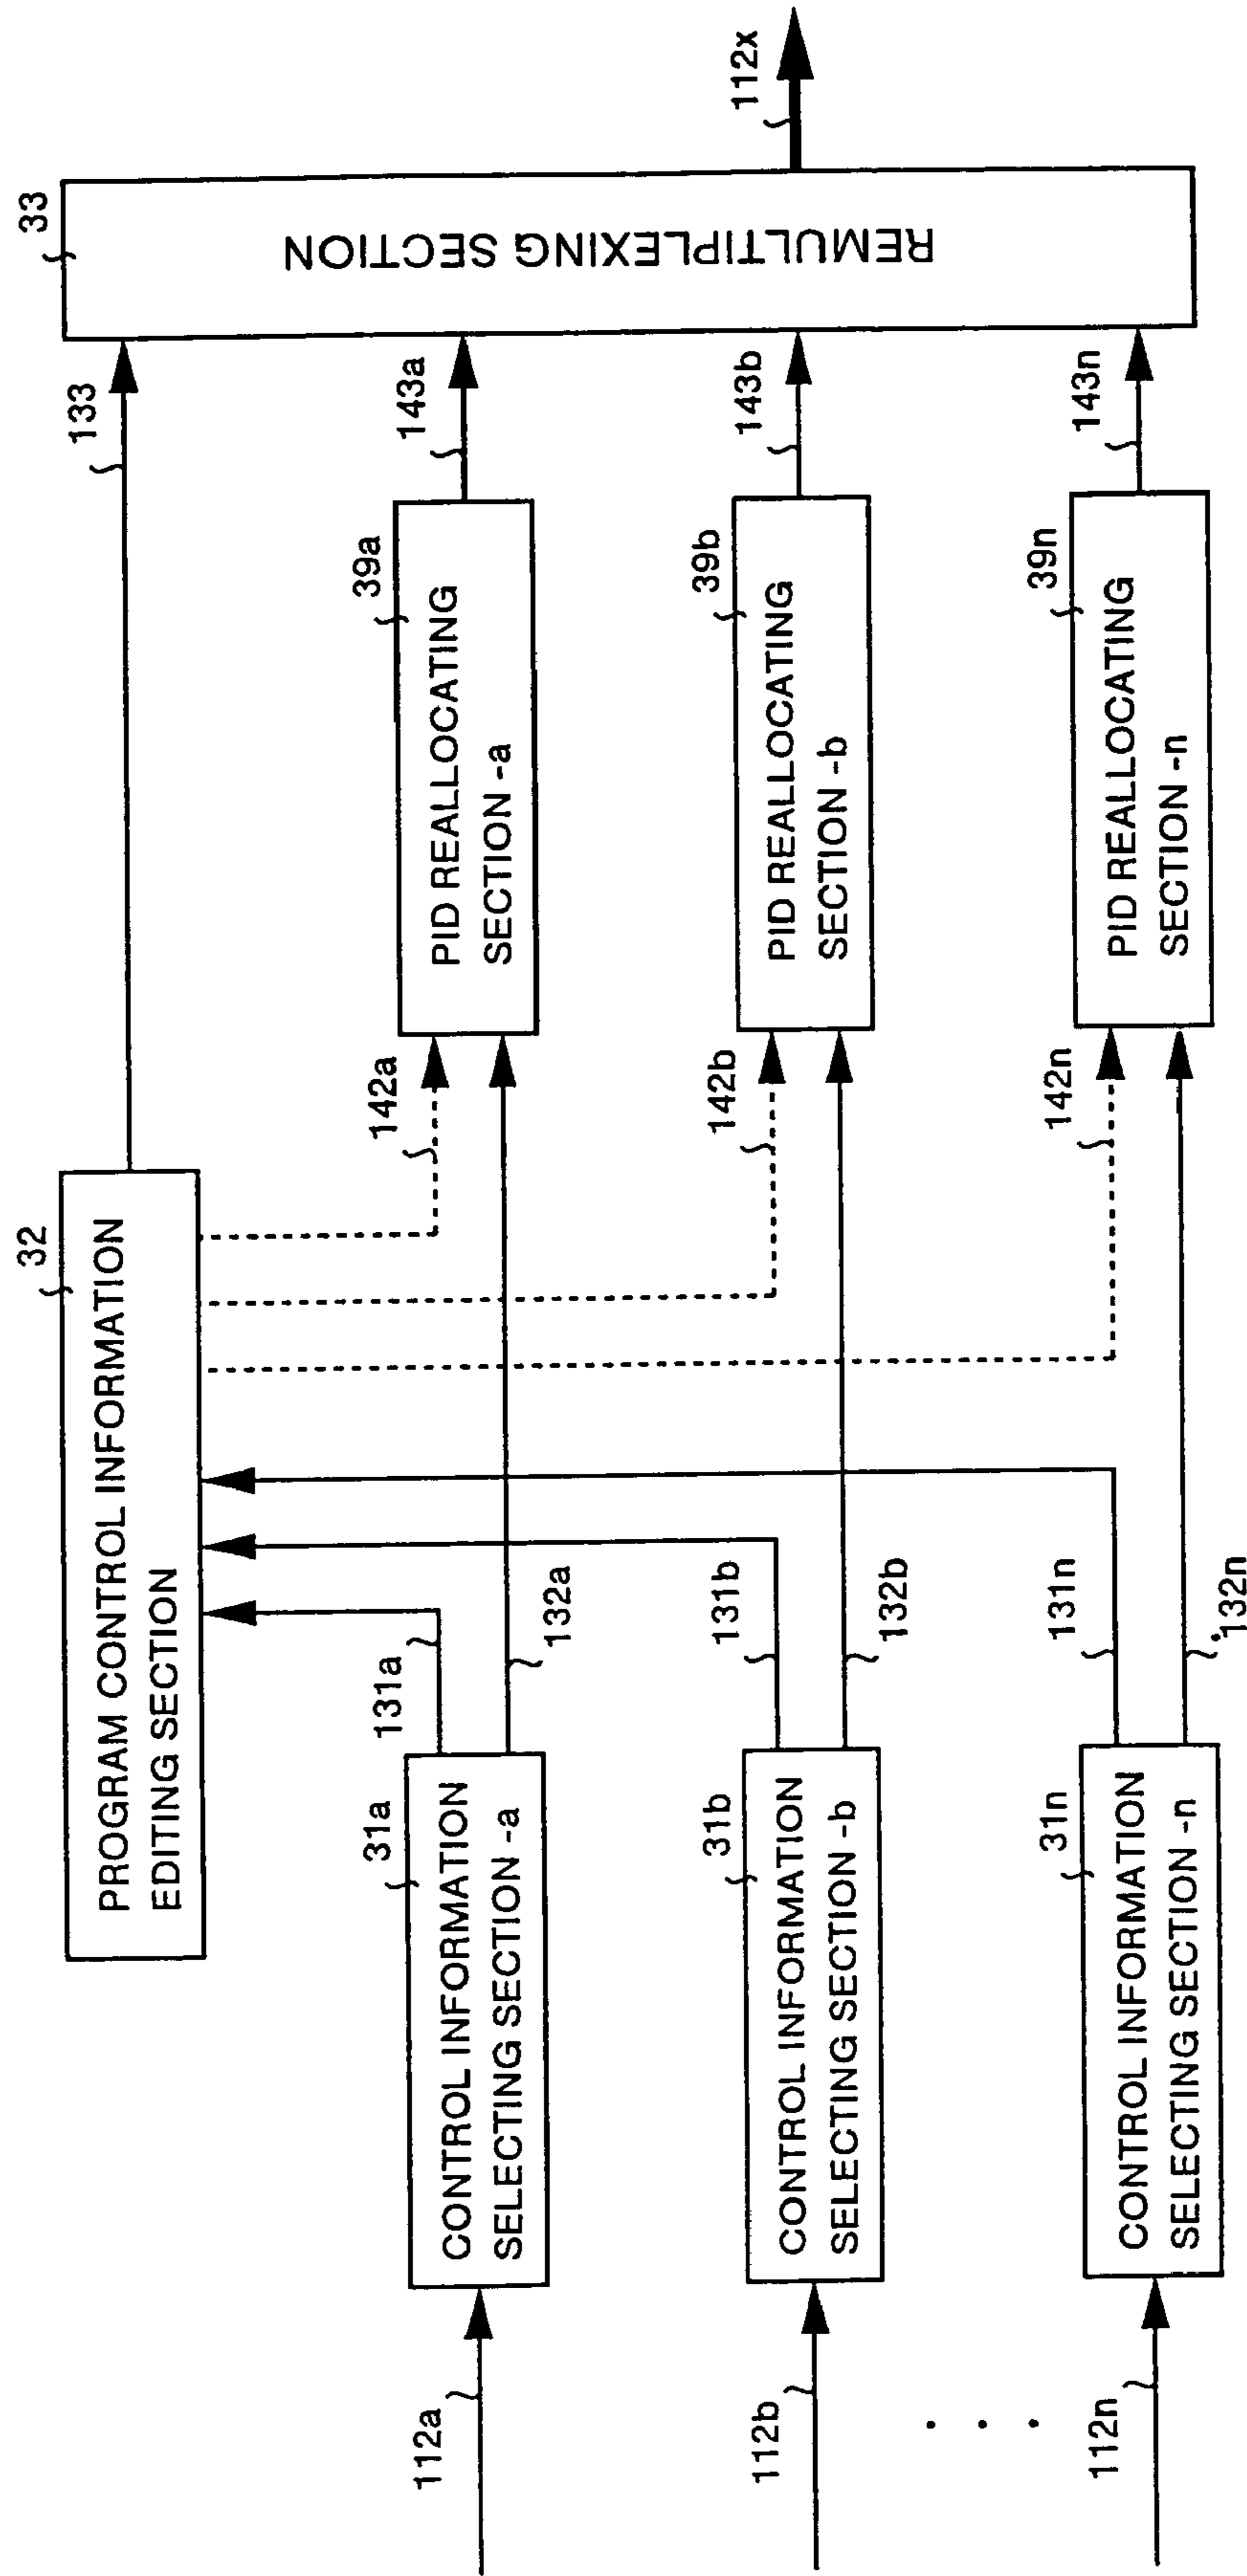 32
PROGRAM CONTROL INFORMATION
EDITING SECTION
133
33
REMULTIPLEXING SECTION
112x
112a
31a
CONTROL INFORMATION
SELECTING SECTION -a
131a
132a
142a
39a
PID REALLOCATING
SECTION -a
143a
112b
31b
CONTROL INFORMATION
SELECTING SECTION -b
131b
132b
142b
39b
PID REALLOCATING
SECTION -b
143b
. . .
112n
31n
CONTROL INFORMATION
SELECTING SECTION -n
131n
132n
142n
39n
PID REALLOCATING
SECTION -n
143n